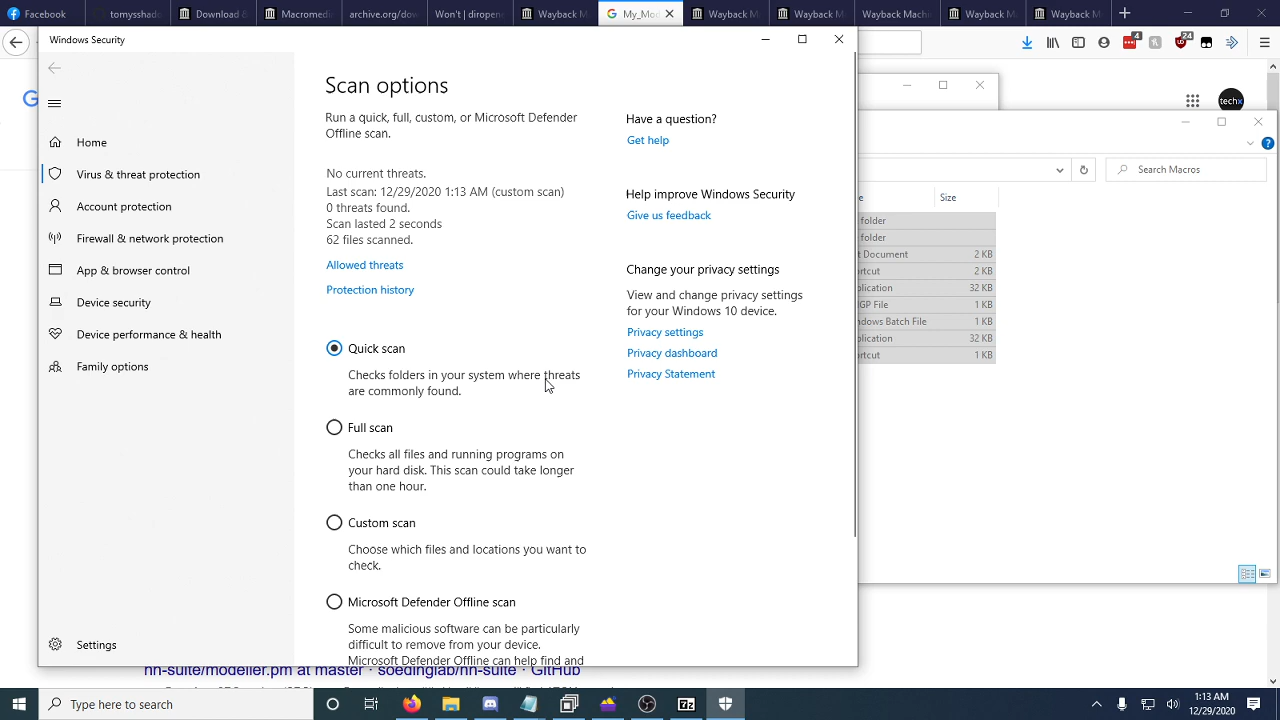 Facebook
tomysshadow
Download &
Macromedi
archive.org/dow
Won't | diropen
Wayback M
My_Mod
Wayback M
Wayback M
Wayback Machin
Wayback M
Wayback M
4
24
Windows Security
techx
Search Macros
Size
folder
folder
t Document 2 KB
rtcut 2 KB
lication 32 KB
GP File 1 KB
dows Batch File 1 KB
lication 32 KB
rtcut 1 KB
Home
Virus & threat protection
Account protection
Firewall & network protection
App & browser control
Device security
Device performance & health
Family options
Settings
Scan options
Run a quick, full, custom, or Microsoft Defender
Offline scan.
No current threats.
Last scan: 12/29/2020 1:13 AM (custom scan)
0 threats found.
Scan lasted 2 seconds
62 files scanned.
Allowed threats
Protection history
Quick scan
Checks folders in your system where threats
are commonly found.
Full scan
Checks all files and running programs on
your hard disk. This scan could take longer
than one hour.
Custom scan
Choose which files and locations you want to
check.
Microsoft Defender Offline scan
Some malicious software can be particularly
difficult to remove from your device.
Microsoft Defender Offline can help find and
Have a question?
Get help
Help improve Windows Security
Give us feedback
Change your privacy settings
View and change privacy settings
for your Windows 10 device.
Privacy settings
Privacy dashboard
Privacy Statement
hh-suite/modeller.pm at master · soedinglab/hh-suite · GitHub
Type here to search
Zz
1:13 AM
12/29/2020